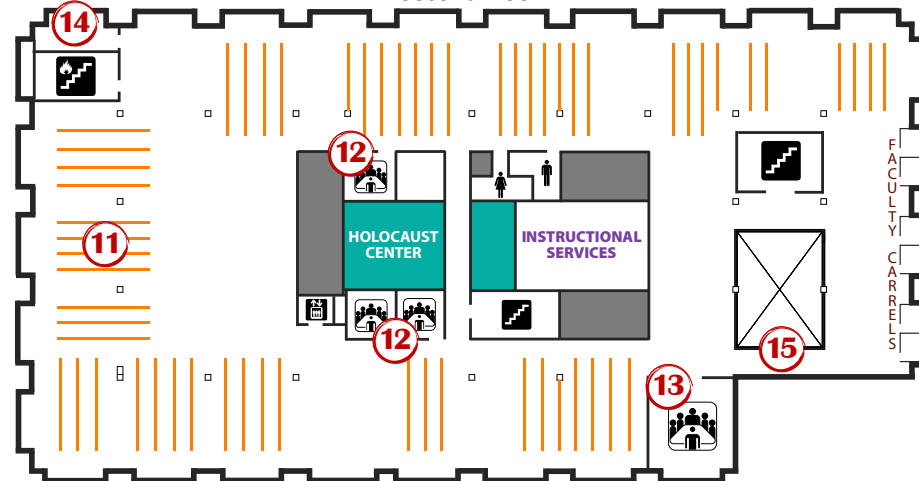 14
12
11
HOLOCAUST
CENTER
INSTRUCTIONAL
SERVICES
FACULTY CARRELS
12
15
13